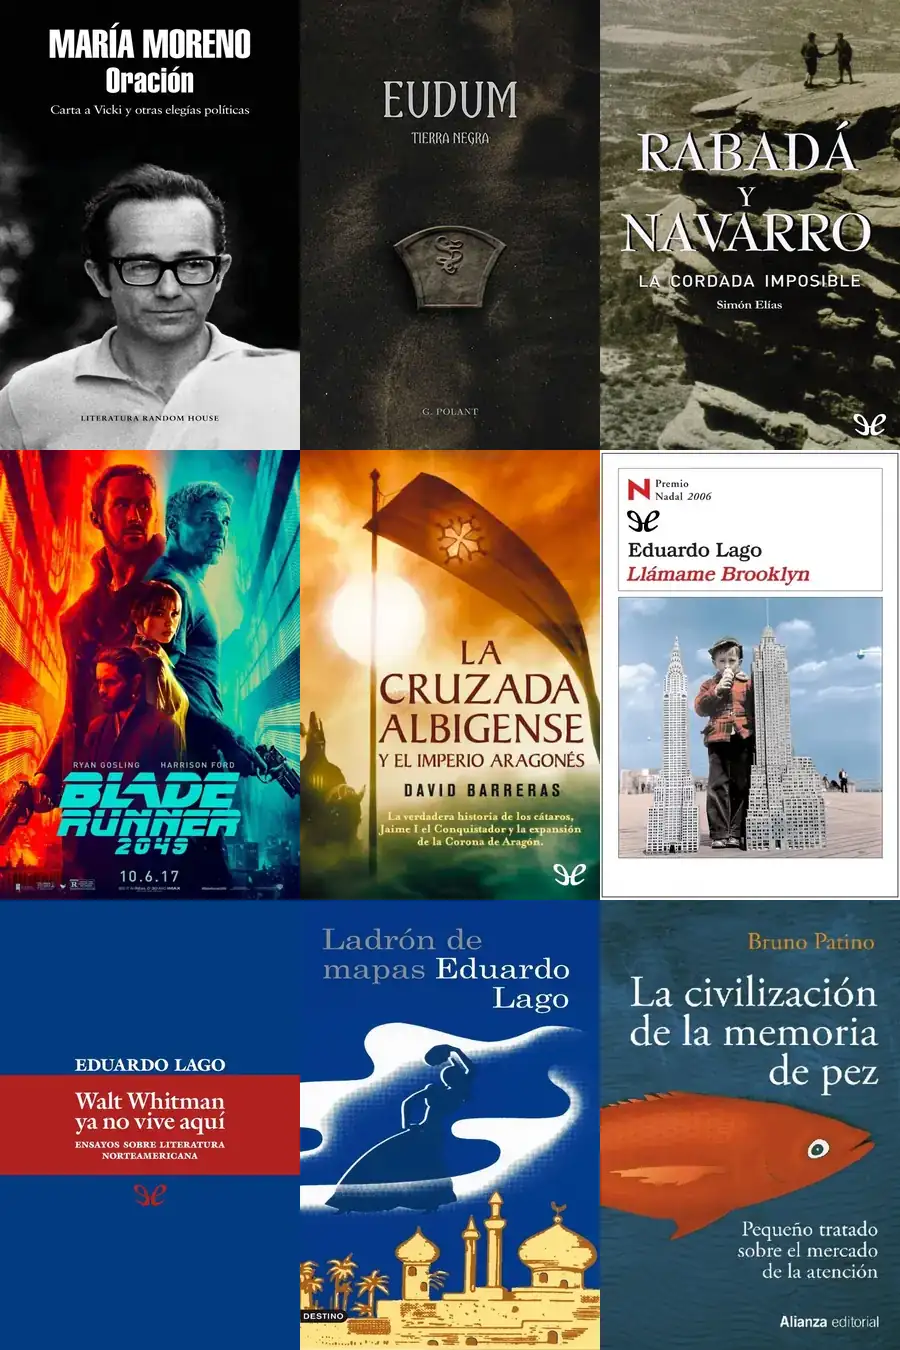 MARÍA MORENO
Oración
Carta a Vicki y otras elegías políticas
LITERATURA RANDOM HOUSE
EUDUM
TIERRA NEGRA
G. POLANT
RABADÁ
Y
NAVARRO
LA CORDADA IMPOSIBLE
Simón Elías
RYAN GOSLING HARRISON FORD
BLADE
RUNNER
2049
10.6.17
LA
CRUZADA
ALBIGENSE
Y EL IMPERIO ARAGONÉS
DAVID BARRERAS
La verdadera historia de los cátaros,
Jaime I el Conquistador y la expansión
de la Corona de Aragón.
N Premio
Nadal 2006
Eduardo Lago
Llámame Brooklyn
EDUARDO LAGO
Walt Whitman
ya no vive aquí
ENSAYOS SOBRE LITERATURA
NORTEAMERICANA
Ladrón de
mapas Eduardo
Lago
DESTINO
Bruno Patino
La civilización
de la memoria
de pez
Pequeño tratado
sobre el mercado
de la atención
Alianza editorial